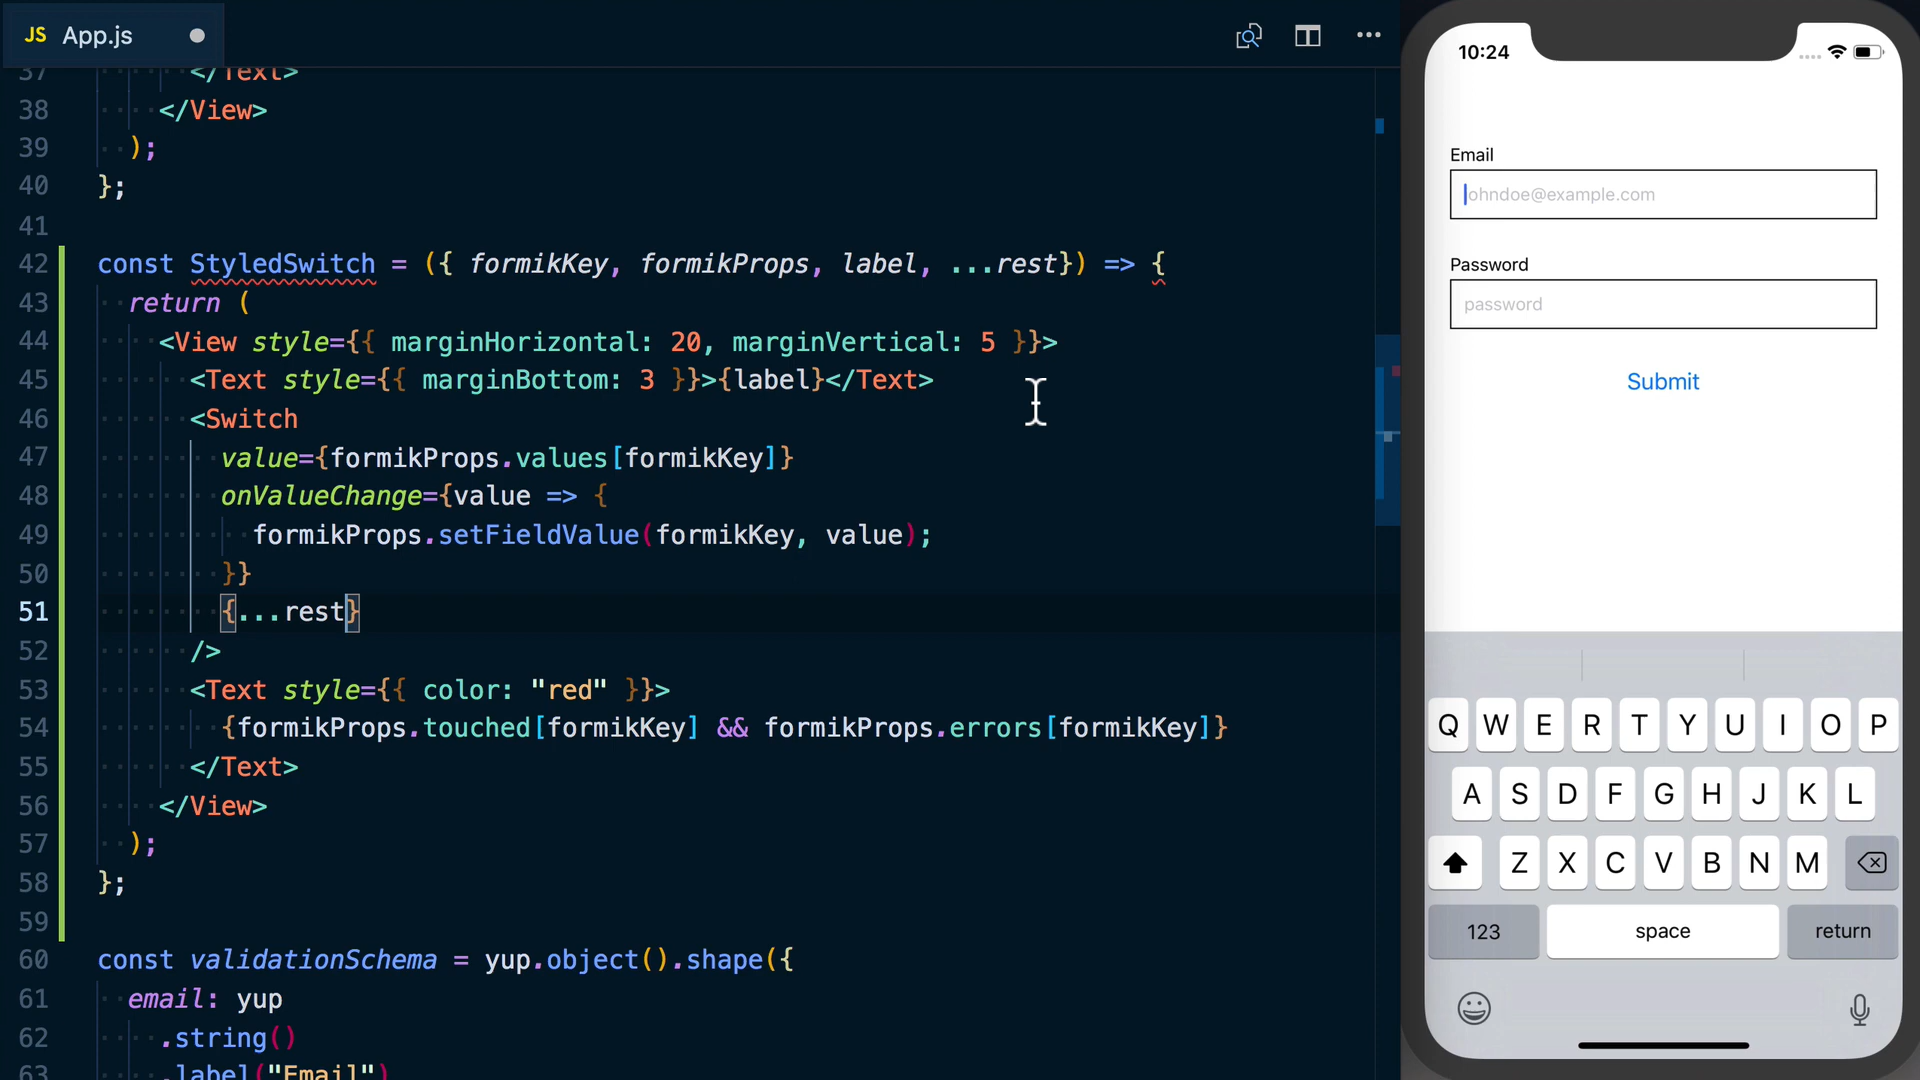 JS App.js
37 </Text>
38 </View>
39 );
40 };
41
42 const StyledSwitch = ({ formikKey, formikProps, label, ...rest}) => {
43 return (
44 <View style={{ marginHorizontal: 20, marginVertical: 5 }}>
45 <Text style={{ marginBottom: 3 }}>{label}</Text>
46 <Switch
47 value={formikProps.values[formikKey]}
48 onValueChange={value => {
49 formikProps.setFieldValue(formikKey, value);
50 }}
51 {...rest}
52 />
53 <Text style={{ color: "red" }}>
54 {formikProps.touched[formikKey] && formikProps.errors[formikKey]}
55 </Text>
56 </View>
57 );
58 };
59
60 const validationSchema = yup.object().shape({
61 email: yup
62 .string()
63 .label("Email")
10:24
Email
johndoe@example.com
Password
password
Submit
Q W E R T Y U I O P
A S D F G H J K L
Z X C V B N M
123 space return